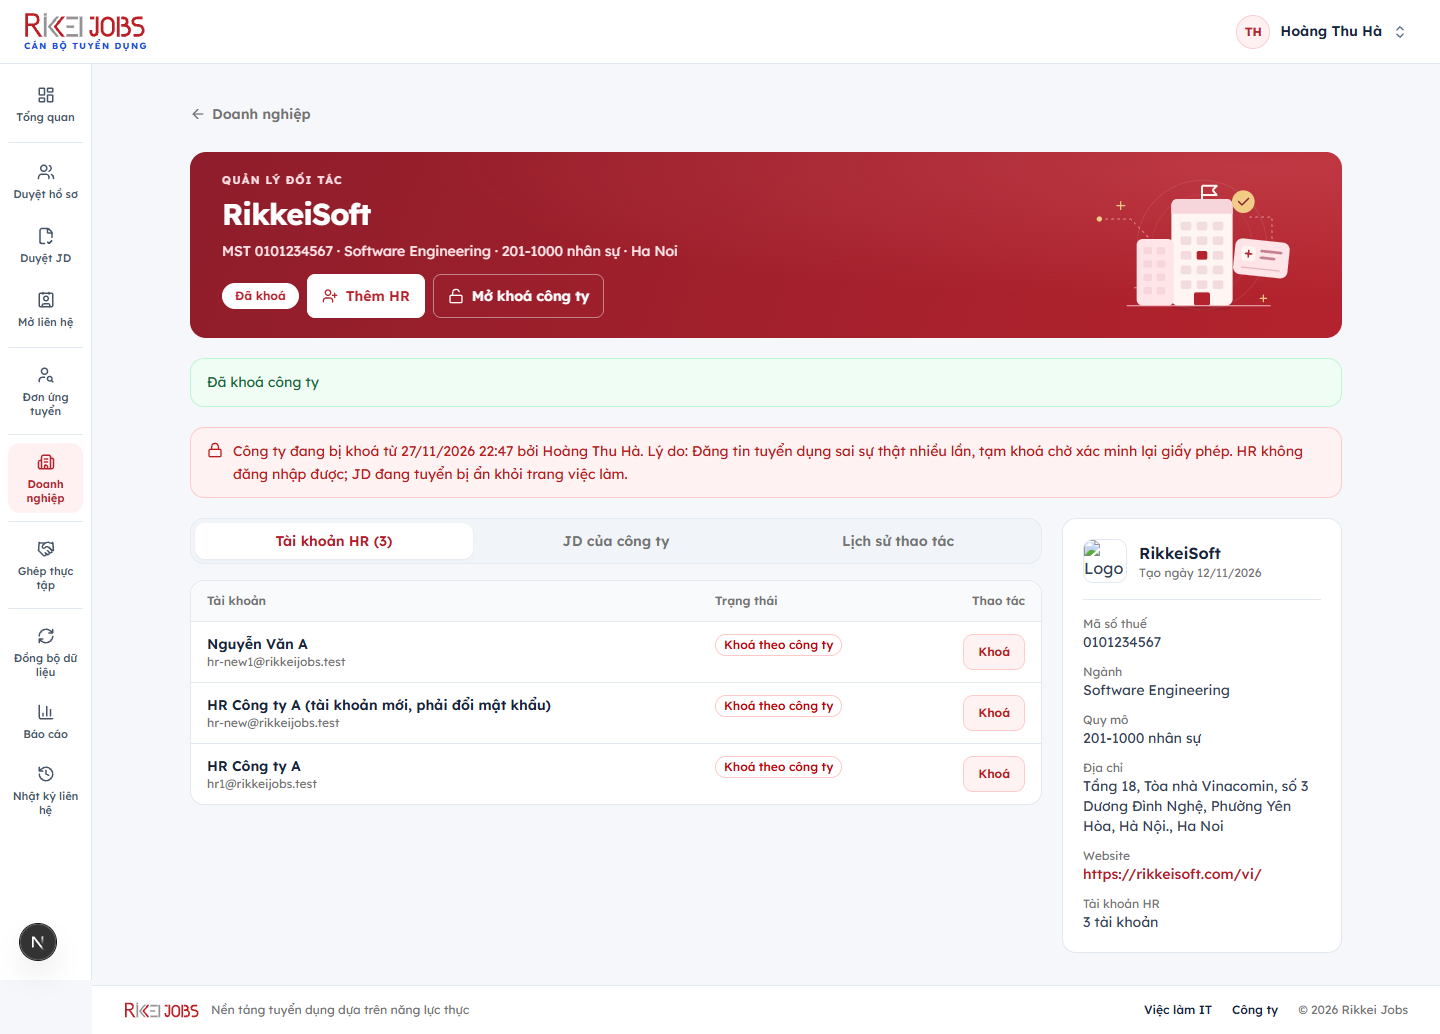 RIKKEI JOBS
CÁN BỘ TUYỂN DỤNG
TH
Hoàng Thu Hà
Tổng quan
Duyệt hồ sơ
Duyệt JD
Mở liên hệ
Đơn ứng
tuyển
Doanh
nghiệp
Ghép thực
tập
Đồng bộ dữ
liệu
Báo cáo
Nhật ký liên
hệ
N
Doanh nghiệp
QUẢN LÝ ĐỐI TÁC
RikkeiSoft
MST 0101234567 · Software Engineering · 201-1000 nhân sự · Ha Noi
Đã khoá
Thêm HR
Mở khoá công ty
Đã khoá công ty
Công ty đang bị khoá từ 27/11/2026 22:47 bởi Hoàng Thu Hà. Lý do: Đăng tin tuyển dụng sai sự thật nhiều lần, tạm khoá chờ xác minh lại giấy phép. HR không
đăng nhập được; JD đang tuyển bị ẩn khỏi trang việc làm.
Tài khoản HR (3)
JD của công ty
Lịch sử thao tác
Tài khoản
Trạng thái
Thao tác
Nguyễn Văn A
hr-new1@rikkeijobs.test
Khoá theo công ty
Khoá
HR Công ty A (tài khoản mới, phải đổi mật khẩu)
hr-new@rikkeijobs.test
Khoá theo công ty
Khoá
HR Công ty A
hr1@rikkeijobs.test
Khoá theo công ty
Khoá
Logo
RikkeiSoft
Tạo ngày 12/11/2026
Mã số thuế
0101234567
Ngành
Software Engineering
Quy mô
201-1000 nhân sự
Địa chỉ
Tầng 18, Tòa nhà Vinacomin, số 3
Dương Đình Nghệ, Phường Yên
Hòa, Hà Nội., Ha Noi
Website
https://rikkeisoft.com/vi/
Tài khoản HR
3 tài khoản
RIKKEI JOBS
Nền tảng tuyển dụng dựa trên năng lực thực
Việc làm IT
Công ty
© 2026 Rikkei Jobs